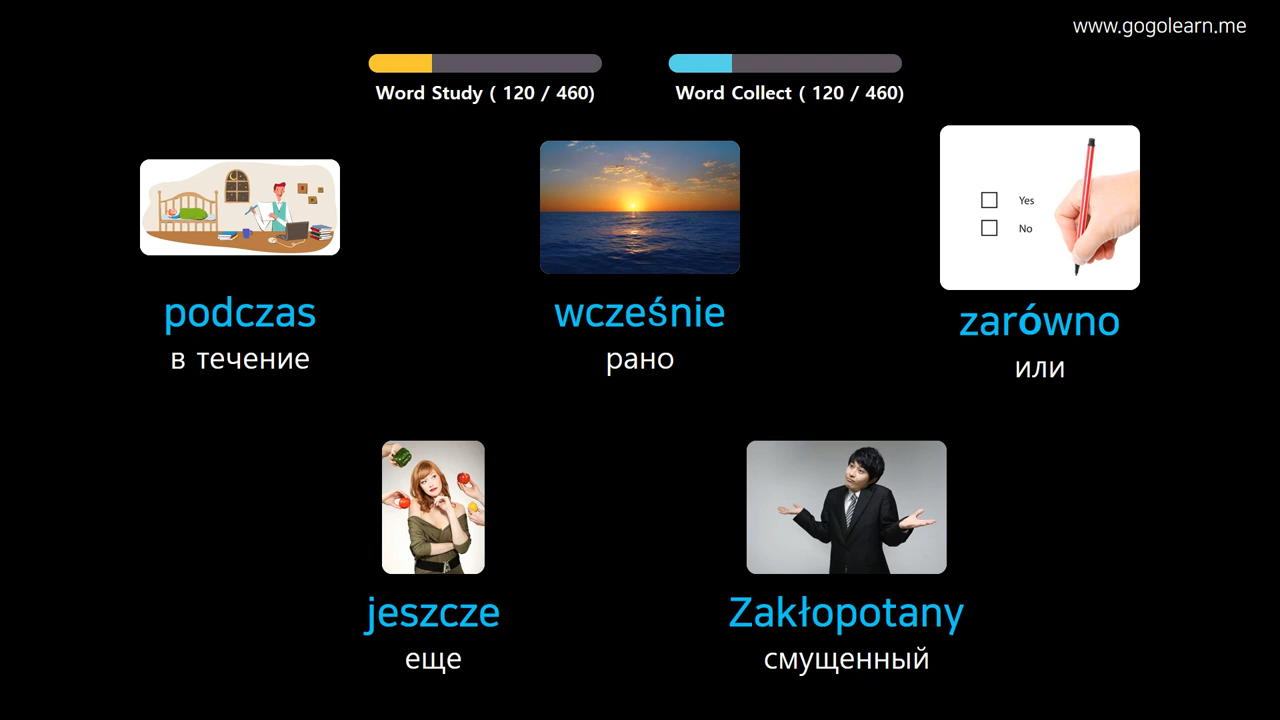 www.gogolearn.me
Word Study ( 120 / 460)
Word Collect ( 120 / 460)
Yes
No
podczas
в течение
wcześnie
рано
zarówno
или
jeszcze
еще
Zakłopotany
смущенный